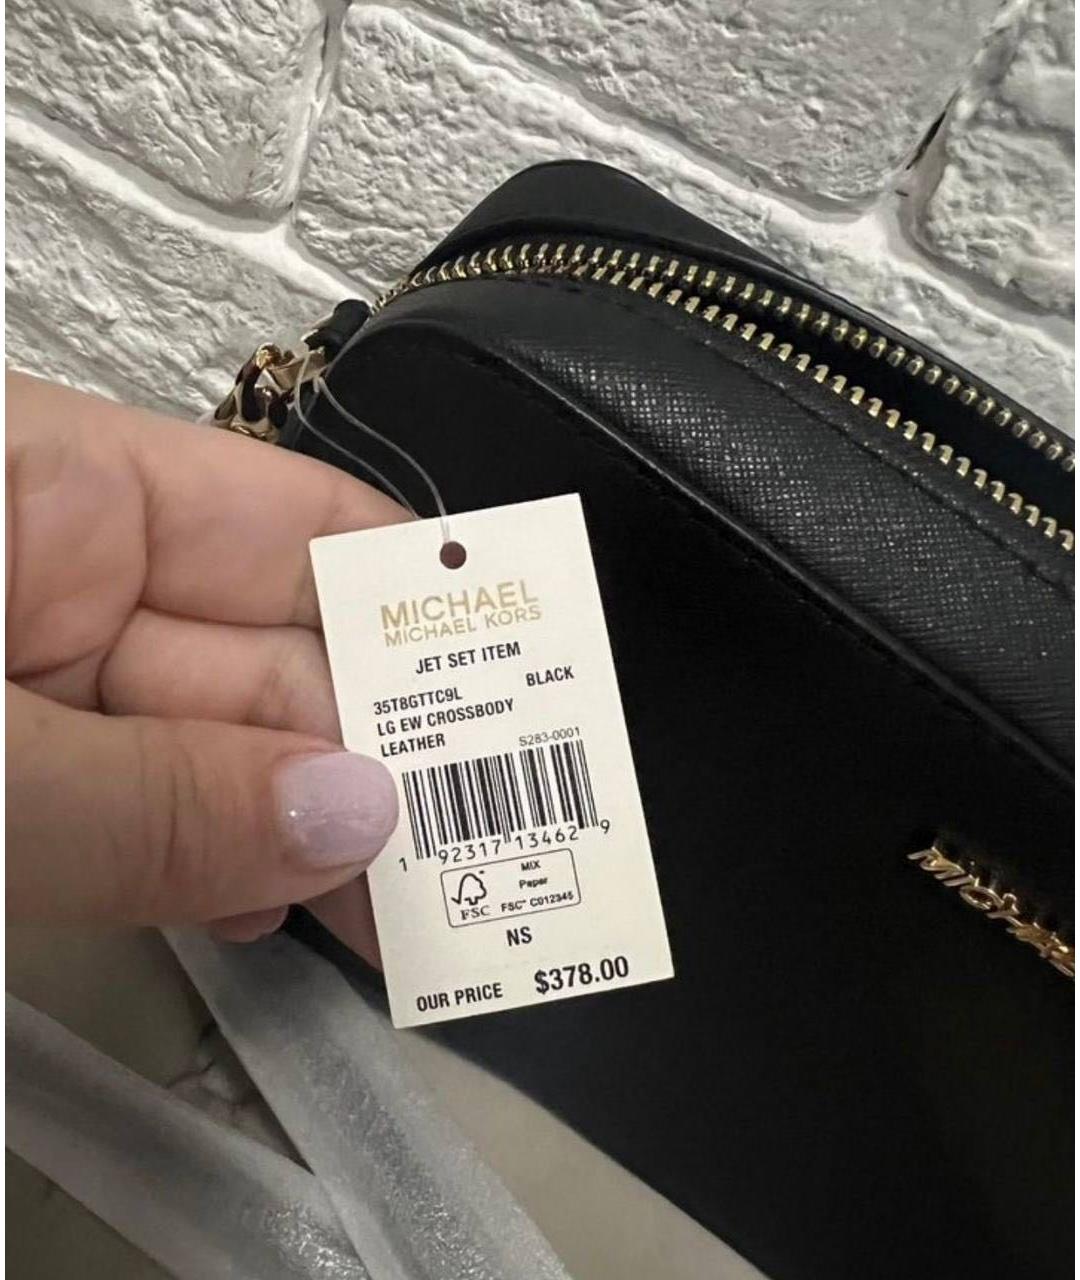 MICHAEL
MICHAEL KORS
JET SET ITEM
35T8GTTC9L BLACK
LG EW CROSSBODY
LEATHER S283-0001
1 92317 13462 9
MIX
Paper
FSC FSC™ C012345
NS
OUR PRICE $378.00